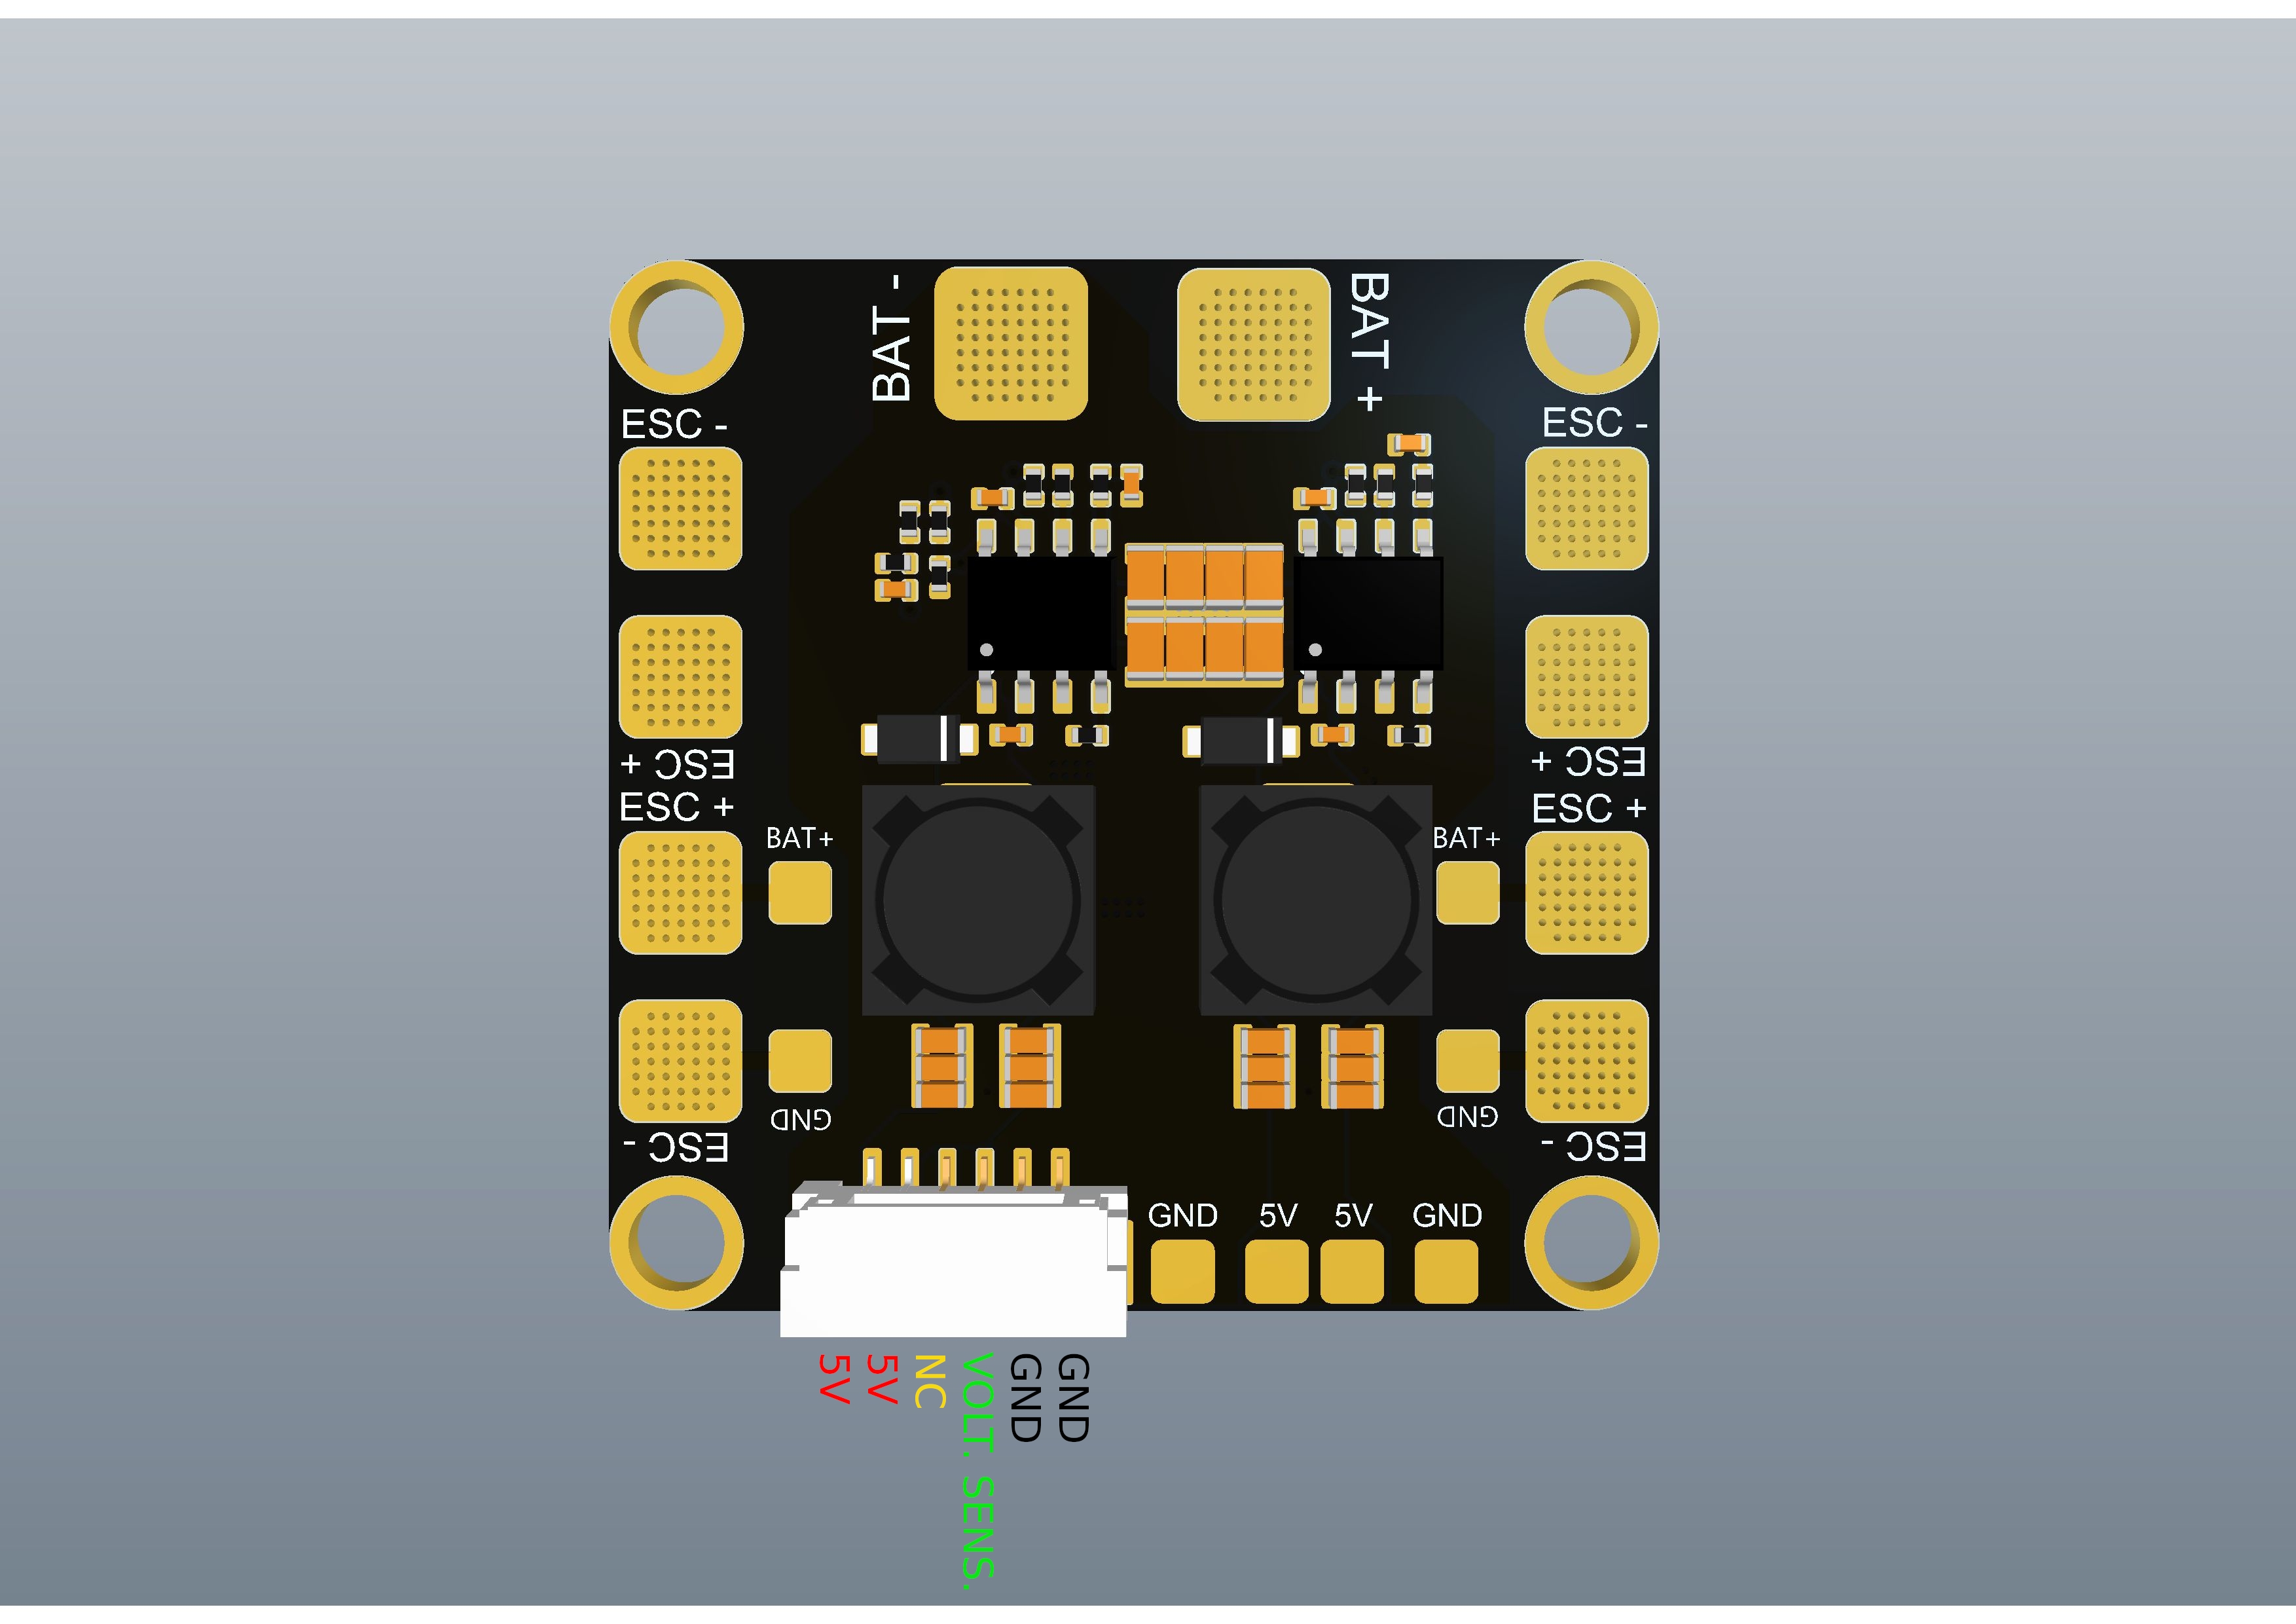 BAT -
BAT +
ESC -
ESC -
ESC +
ESC +
ESC +
ESC +
BAT+
BAT+
GND
GND
ESC -
ESC -
GND
5V
5V
GND
5V
5V
NC
VOLT. SENS.
GND
GND